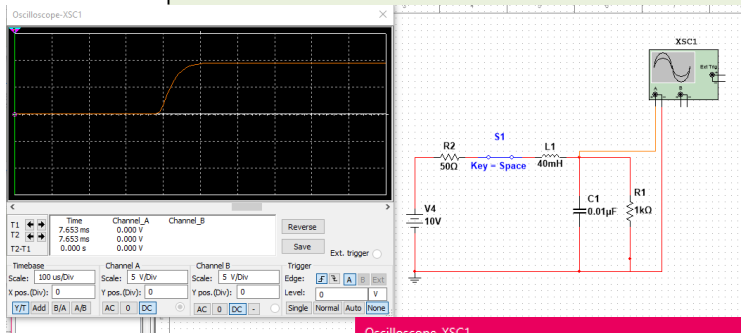 Oscilloscope-XSC1
T1
T2
T2-T1
Time Channel_A Channel_B
7.653 ms 0.000 V
7.653 ms 0.000 V
0.000 s 0.000 V
Reverse
Save
Ext. trigger
Timebase
Scale: 100 us/Div
X pos.(Div): 0
Y/T Add B/A A/B
Channel A
Scale: 5 V/Div
Y pos.(Div): 0
AC 0 DC
Channel B
Scale: 5 V/Div
Y pos.(Div): 0
AC 0 DC -
Trigger
Edge: A B Ext
Level: 0 V
Single Normal Auto None
XSC1
Ext Trig
A B
R2
50Ω
S1
Key = Space
L1
40mH
V4
10V
C1
0.01µF
R1
1kΩ
Oscilloscope-XSC1